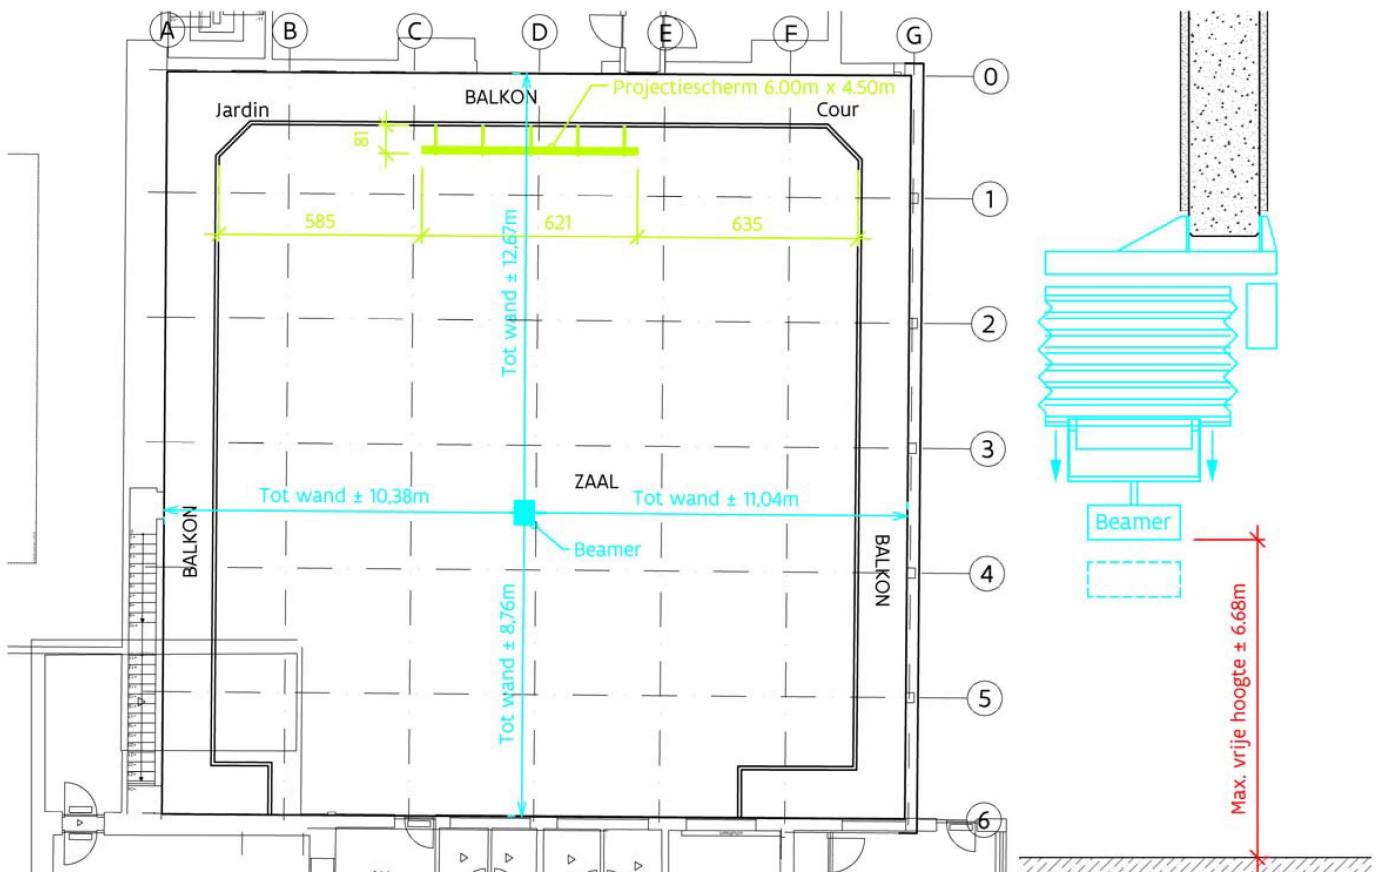 A
B
C
D
E
F
G
0
Projectiescherm 6.00m x 4.50m
BALKON
Jardin
Cour
81
1
585
621
635
Tot wand ± 12,67m
2
3
ZAAL
Tot wand ± 10,38m
Tot wand ± 11,04m
Beamer
BALKON
BALKON
4
Tot wand ± 8,76m
5
6
Beamer
Max. vrije hoogte ± 6.68m